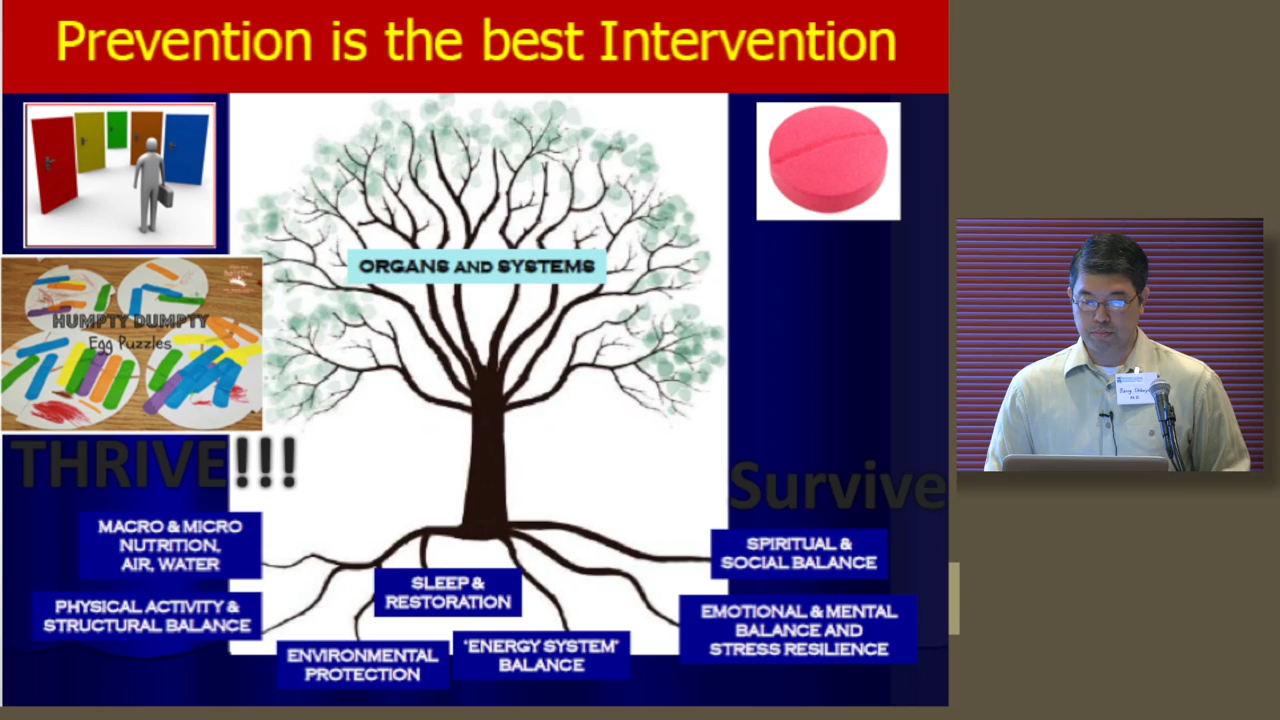 Prevention is the best Intervention
ORGANS AND SYSTEMS
HUMPTY DUMPTY
Egg Puzzles
THRIVE!!!
Survive
MACRO & MICRO
NUTRITION,
AIR, WATER
PHYSICAL ACTIVITY &
STRUCTURAL BALANCE
SLEEP &
RESTORATION
ENVIRONMENTAL
PROTECTION
'ENERGY SYSTEM'
BALANCE
SPIRITUAL &
SOCIAL BALANCE
EMOTIONAL & MENTAL
BALANCE AND
STRESS RESILIENCE